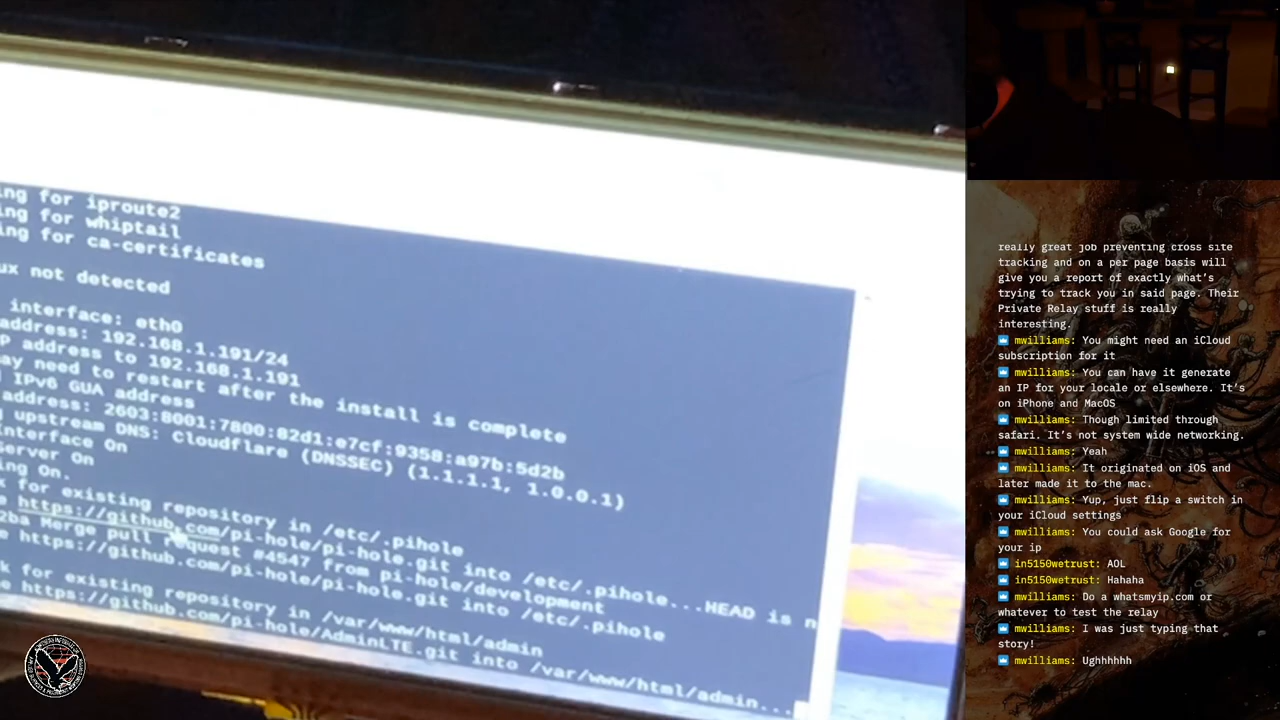 ing for iproute2
ing for whiptail
ing for ca-certificates
ux not detected
interface: eth0
address: 192.168.1.191/24
p address to 192.168.1.191
ay need to restart after the install is complete
IPv6 GUA address
address: 2603:8001:7800:82d1:e7cf:9358:a97b:5d2b
upstream DNS: Cloudflare (DNSSEC) (1.1.1.1, 1.0.0.1)
Interface On
server On
ing On.
k for existing repository in /etc/.pihole
e https://github.com/pi-hole/pi-hole.git into /etc/.pihole...HEAD is n
2ba Merge pull request #4547 from pi-hole/development
e https://github.com/pi-hole/pi-hole.git into /etc/.pihole
k for existing repository in /var/www/html/admin
e https://github.com/pi-hole/AdminLTE.git into /var/www/html/admin...
really great job preventing cross site
tracking and on a per page basis will
give you a report of exactly what's
trying to track you in said page. Their
Private Relay stuff is really
interesting.
mwilliams: You might need an iCloud
subscription for it
mwilliams: You can have it generate
an IP for your locale or elsewhere. It's
on iPhone and MacOS
mwilliams: Though limited through
safari. It's not system wide networking.
mwilliams: Yeah
mwilliams: It originated on iOS and
later made it to the mac.
mwilliams: Yup, just flip a switch in
your iCloud settings
mwilliams: You could ask Google for
your ip
in5150wetrust: AOL
in5150wetrust: Hahaha
mwilliams: Do a whatsmyip.com or
whatever to test the relay
mwilliams: I was just typing that
story!
mwilliams: Ughhhhhh